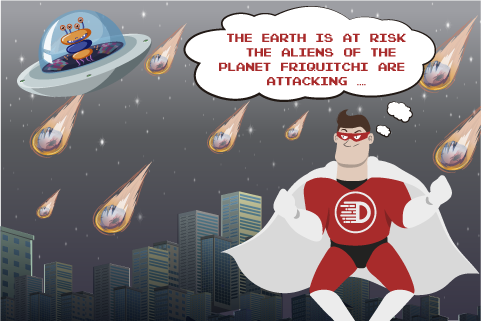 THE EARTH IS AT RISK
THE ALIENS OF THE
PLANET FRIQUITCHI ARE
ATTACKING ....
D